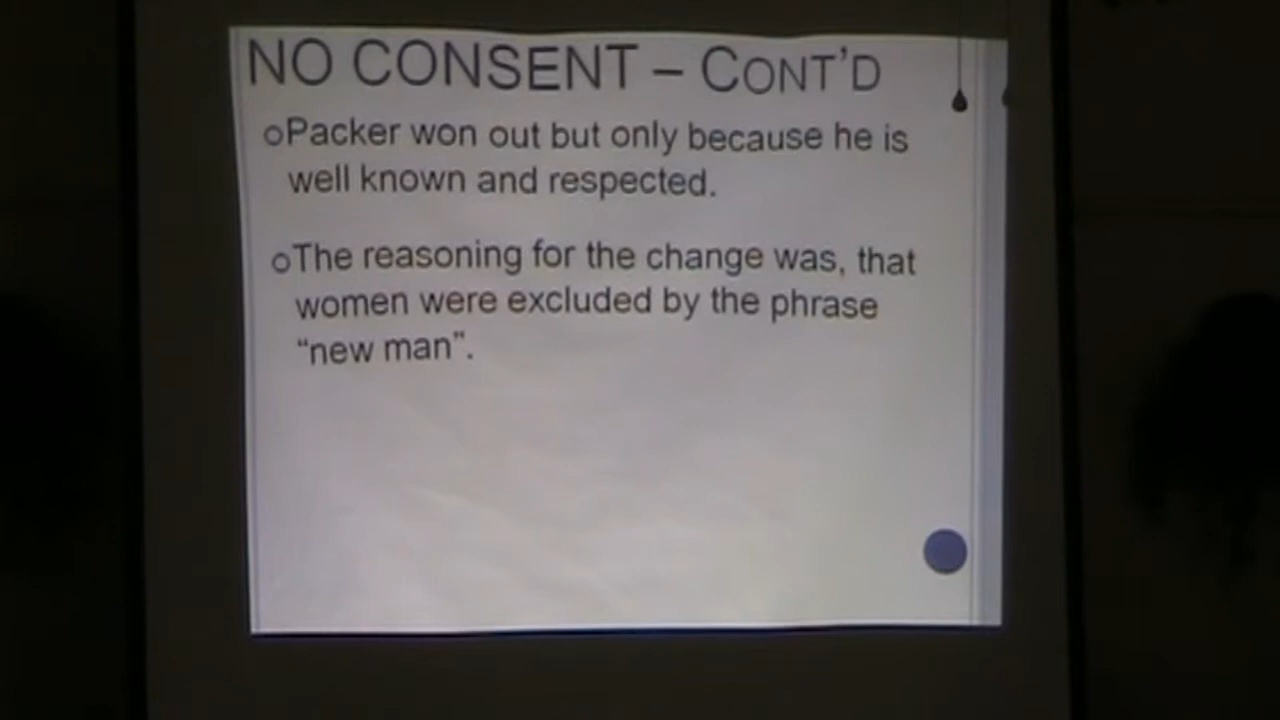 NO CONSENT – CONT'D
Packer won out but only because he is
well known and respected.
The reasoning for the change was, that
women were excluded by the phrase
“new man”.